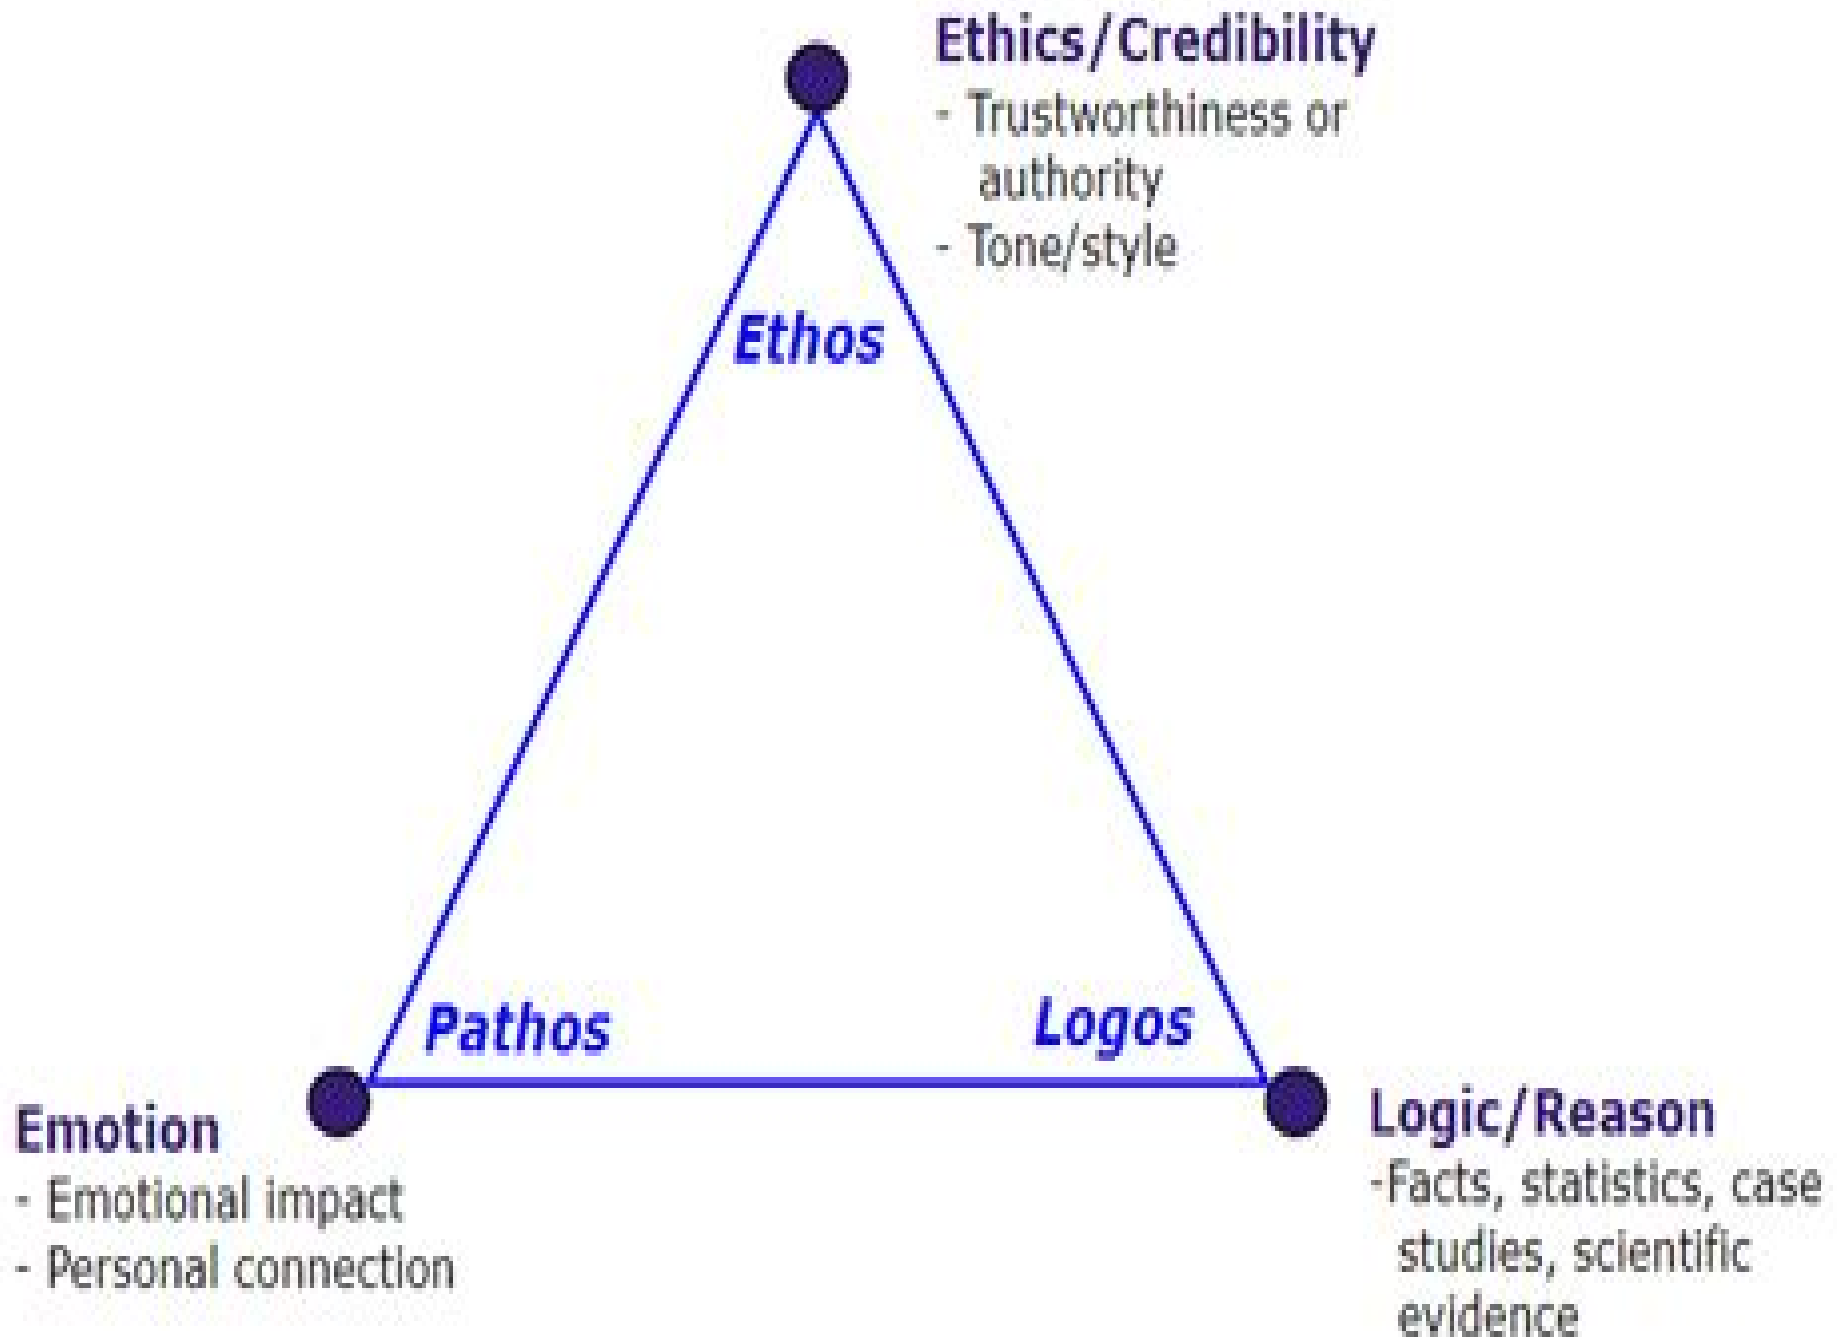 Ethics/Credibility
- Trustworthiness or
authority
- Tone/style
Ethos
Pathos
Logos
Emotion
- Emotional impact
- Personal connection
Logic/Reason
-Facts, statistics, case
studies, scientific
evidence